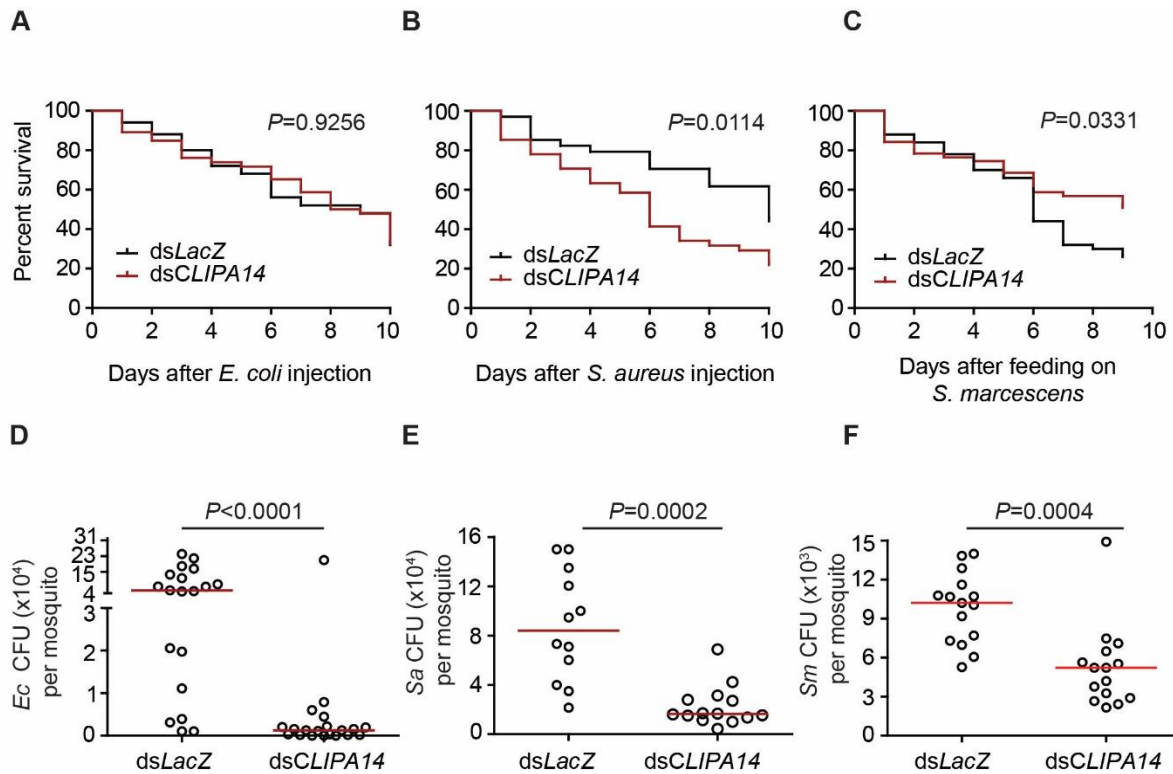 A
B
C
100
80
60
40
20
0
Percent survival
P=0.9256
dsLacZ
dsCLIPA14
0 2 4 6 8 10
Days after E. coli injection
100
80
60
40
20
0
P=0.0114
dsLacZ
dsCLIPA14
0 2 4 6 8 10
Days after S. aureus injection
100
80
60
40
20
0
P=0.0331
dsLacZ
dsCLIPA14
0 2 4 6 8 10
Days after feeding on
S. marcescens
D
E
F
P<0.0001
31
23
15
4
3
2
1
0
Ec CFU (x10⁴)
per mosquito
dsLacZ dsCLIPA14
P=0.0002
16
12
8
4
0
Sa CFU (x10⁴)
per mosquito
dsLacZ dsCLIPA14
P=0.0004
15
12
9
6
3
0
Sm CFU (x10³)
per mosquito
dsLacZ dsCLIPA14